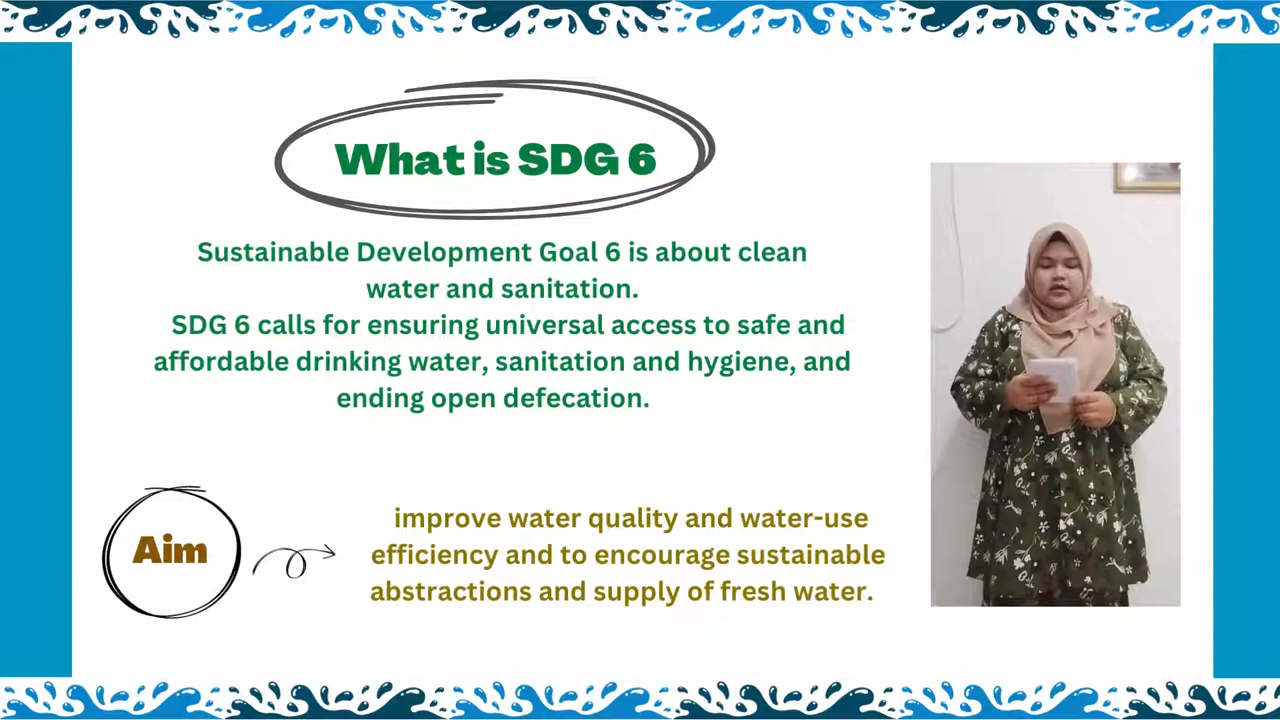 What is SDG 6
Sustainable Development Goal 6 is about clean
water and sanitation.
SDG 6 calls for ensuring universal access to safe and
affordable drinking water, sanitation and hygiene, and
ending open defecation.
Aim
improve water quality and water-use
efficiency and to encourage sustainable
abstractions and supply of fresh water.